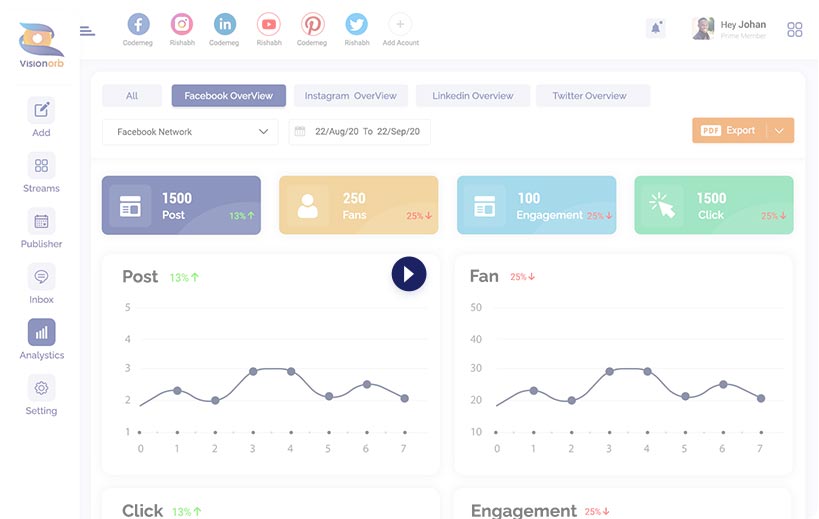 Visionorb
Codemeg
Rishabh
Codemeg
Rishabh
Codemeg
Rishabh
Add Acount
Hey Johan
Prime Member
Add
Streams
Publisher
Inbox
Analystics
Setting
All
Facebook OverView
Instagram OverView
Linkedin Overview
Twitter Overview
Facebook Network
22/Aug/20 To 22/Sep/20
PDF Export
1500
Post 13%
250
Fans 25%
100
Engagement 25%
1500
Click 25%
Post 13%
5
4
3
2
1
0 1 2 3 4 5 6 7
Fan 25%
50
40
30
20
10
0 1 2 3 4 5 6 7
Click 13%
Engagement 25%